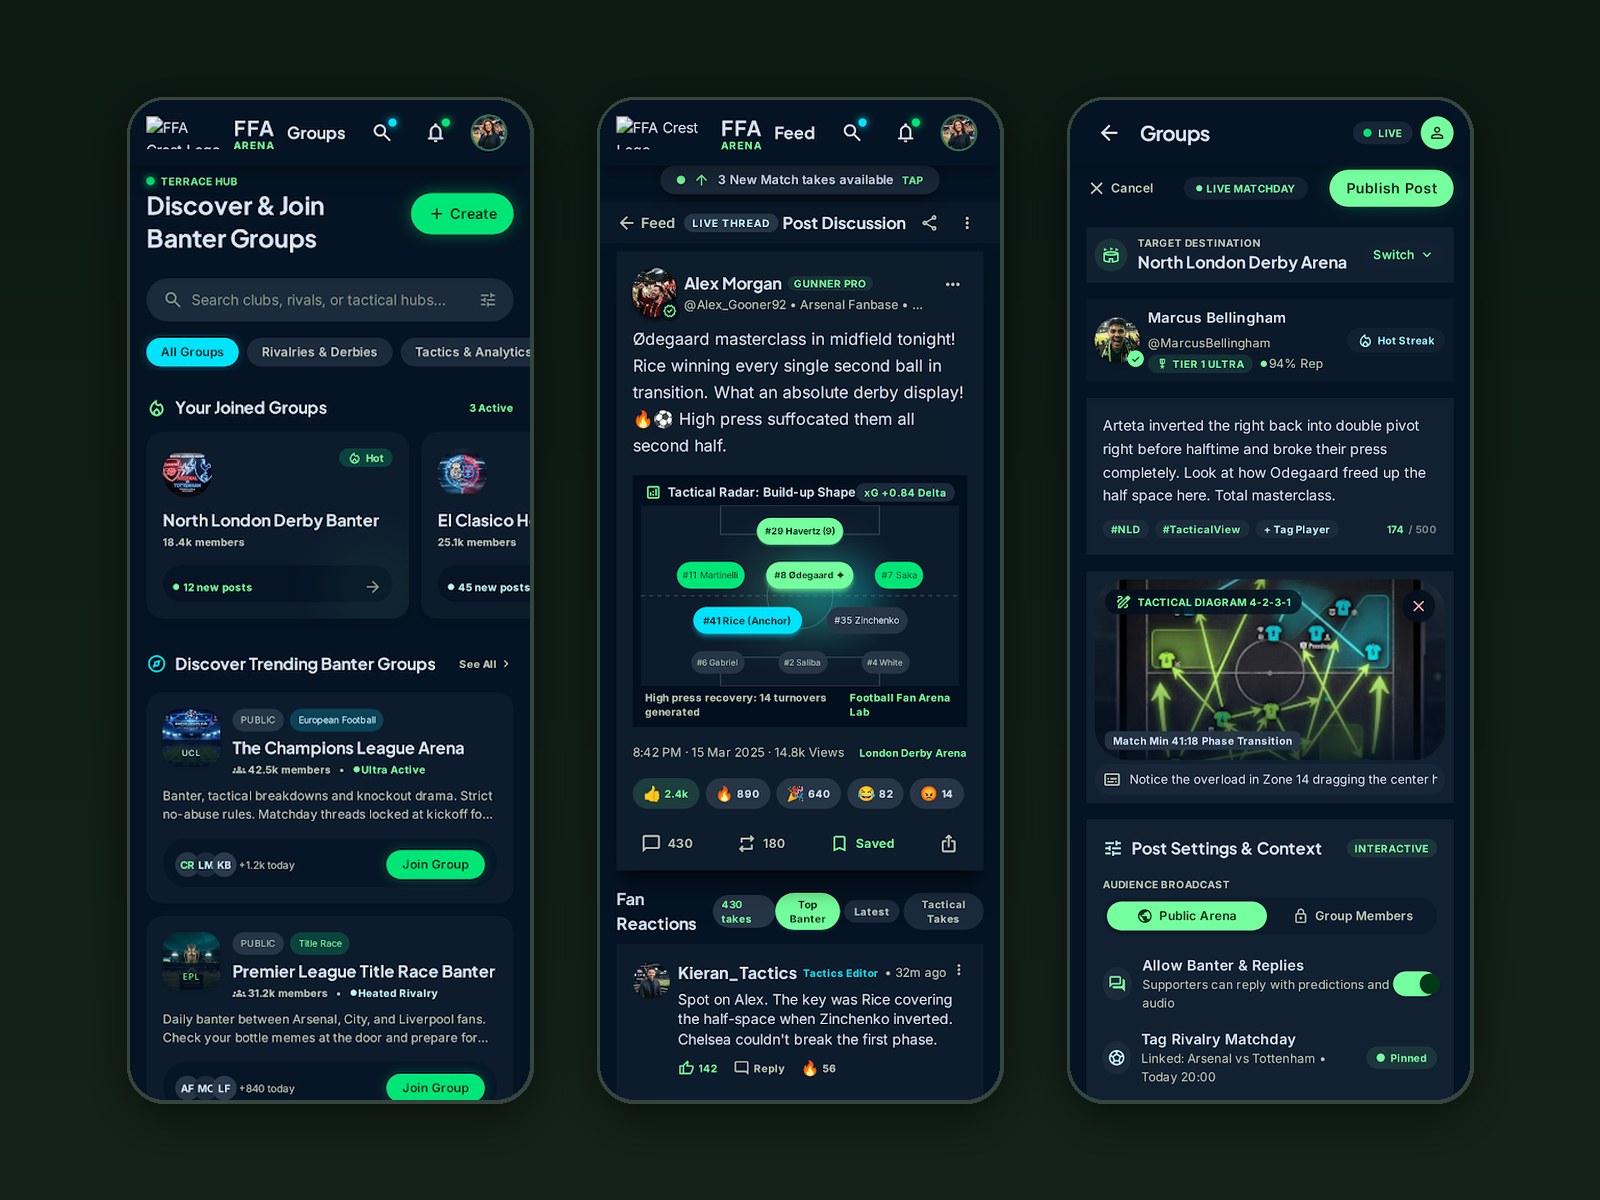 FFA
Crest Logo
FFA
ARENA
Groups
TERRACE HUB
Discover & Join
Banter Groups
+ Create
Search clubs, rivals, or tactical hubs...
All Groups
Rivalries & Derbies
Tactics & Analytics
Your Joined Groups
3 Active
Hot
North London Derby Banter
18.4k members
12 new posts
El Clasico H
25.1k members
45 new posts
Discover Trending Banter Groups
See All
UCL
PUBLIC
European Football
The Champions League Arena
42.5k members • Ultra Active
Banter, tactical breakdowns and knockout drama. Strict
no-abuse rules. Matchday threads locked at kickoff fo...
CR LM KB +1.2k today
Join Group
EPL
PUBLIC
Title Race
Premier League Title Race Banter
31.2k members • Heated Rivalry
Daily banter between Arsenal, City, and Liverpool fans.
Check your bottle memes at the door and prepare for...
AF MC LF +840 today
Join Group
FFA Crest
Logo
FFA
ARENA
Feed
3 New Match takes available TAP
Feed
LIVE THREAD
Post Discussion
Alex Morgan
GUNNER PRO
@Alex_Gooner92 • Arsenal Fanbase • ...
Ødegaard masterclass in midfield tonight!
Rice winning every single second ball in
transition. What an absolute derby display!
🔥⚽ High press suffocated them all
second half.
Tactical Radar: Build-up Shape
xG +0.84 Delta
#29 Havertz (9)
#11 Martinelli
#8 Ødegaard ✦
#7 Saka
#41 Rice (Anchor)
#35 Zinchenko
#6 Gabriel
#2 Saliba
#4 White
High press recovery: 14 turnovers
generated
Football Fan Arena
Lab
8:42 PM · 15 Mar 2025 · 14.8k Views
London Derby Arena
👍 2.4k
🔥 890
🎉 640
😂 82
😡 14
430
180
Saved
Fan
Reactions
430
takes
Top
Banter
Latest
Tactical
Takes
Kieran_Tactics
Tactics Editor
• 32m ago
Spot on Alex. The key was Rice covering
the half-space when Zinchenko inverted.
Chelsea couldn't break the first phase.
142
Reply
🔥 56
Groups
LIVE
Cancel
LIVE MATCHDAY
Publish Post
TARGET DESTINATION
North London Derby Arena
Switch
Marcus Bellingham
@MarcusBellingham
TIER 1 ULTRA
94% Rep
Hot Streak
Arteta inverted the right back into double pivot
right before halftime and broke their press
completely. Look at how Odegaard freed up the
half space here. Total masterclass.
#NLD
#TacticalView
+ Tag Player
174 / 500
TACTICAL DIAGRAM 4-2-3-1
Match Min 41:18 Phase Transition
Notice the overload in Zone 14 dragging the center h
Post Settings & Context
INTERACTIVE
AUDIENCE BROADCAST
Public Arena
Group Members
Allow Banter & Replies
Supporters can reply with predictions and
audio
Tag Rivalry Matchday
Linked: Arsenal vs Tottenham •
Today 20:00
Pinned